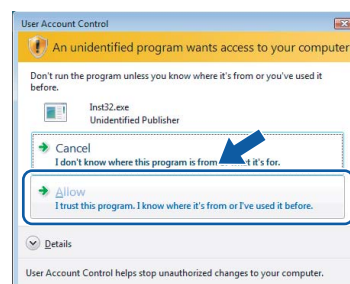 User Account Control
An unidentified program wants access to your computer
Don't run the program unless you know where it's from or you've used it
before.
Inst32.exe
Unidentified Publisher
Cancel
I don't know where this program is from or what it's for.
Allow
I trust this program. I know where it's from or I've used it before.
Details
User Account Control helps stop unauthorized changes to your computer.